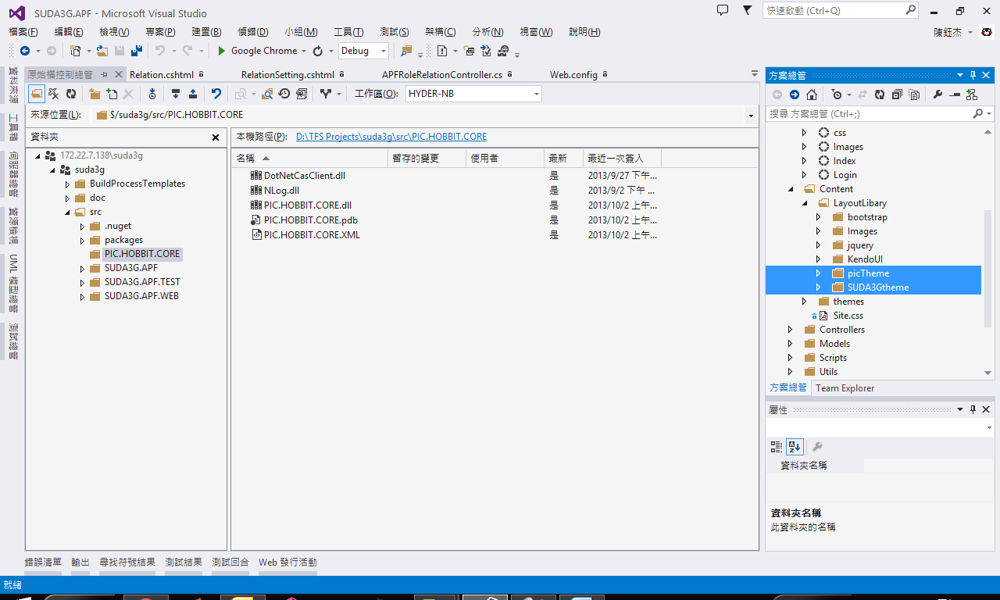 SUDA3G.APF - Microsoft Visual Studio
快速啟動 (Ctrl+Q)
檔案(F) 編輯(E) 檢視(V) 專案(P) 建置(B) 偵錯(D) 小組(M) 工具(T) 測試(S) 架構(C) 分析(N) 視窗(W) 說明(H)
陳鈺杰
Google Chrome Debug
資料來源
工具箱
伺服器總管
資源檢視
UML 模型總管
測試總管
原始檔控制總管 Relation.cshtml RelationSetting.cshtml APFRoleRelationController.cs Web.config
工作區(O): HYDER-NB
來源位置(L): $/suda3g/src/PIC.HOBBIT.CORE
資料夾
172.22.7.138\suda3g
suda3g
BuildProcessTemplates
doc
src
.nuget
packages
PIC.HOBBIT.CORE
SUDA3G.APF
SUDA3G.APF.TEST
SUDA3G.APF.WEB
本機路徑(P): D:\TFS Projects\suda3g\src\PIC.HOBBIT.CORE
名稱 暫存的變更 使用者 最新 最近一次簽入
DotNetCasClient.dll 是 2013/9/27 下午...
NLog.dll 是 2013/9/2 下午 ...
PIC.HOBBIT.CORE.dll 是 2013/10/2 上午...
PIC.HOBBIT.CORE.pdb 是 2013/10/2 上午...
PIC.HOBBIT.CORE.XML 是 2013/10/2 上午...
方案總管
搜尋 方案總管 (Ctrl+;)
css
Images
Index
Login
Content
LayoutLibary
bootstrap
Images
jquery
KendoUI
picTheme
SUDA3Gtheme
themes
Site.css
Controllers
Models
Scripts
Utils
方案總管 Team Explorer
屬性
資料夾名稱
資料夾名稱
此資料夾的名稱
錯誤清單 輸出 尋找符號結果 測試結果 測試回合 Web 發行活動
就緒